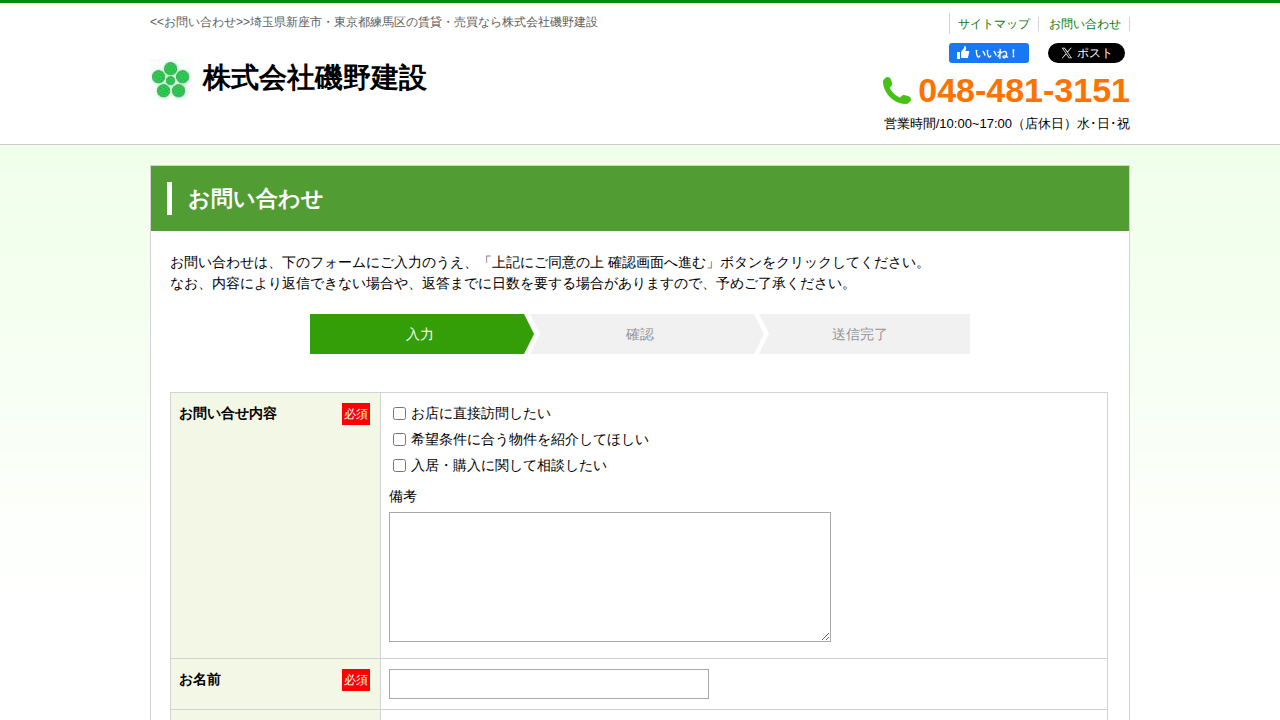 <<お問い合わせ>>埼玉県新座市・東京都練馬区の賃貸・売買なら株式会社磯野建設
サイトマップ
お問い合わせ
いいね！
ポスト
株式会社磯野建設
048-481-3151
営業時間/10:00~17:00（店休日）水･日･祝
お問い合わせ
お問い合わせは、下のフォームにご入力のうえ、「上記にご同意の上 確認画面へ進む」ボタンをクリックしてください。
なお、内容により返信できない場合や、返答までに日数を要する場合がありますので、予めご了承ください。
入力
確認
送信完了
お問い合せ内容 必須
お店に直接訪問したい
希望条件に合う物件を紹介してほしい
入居・購入に関して相談したい
備考
お名前 必須